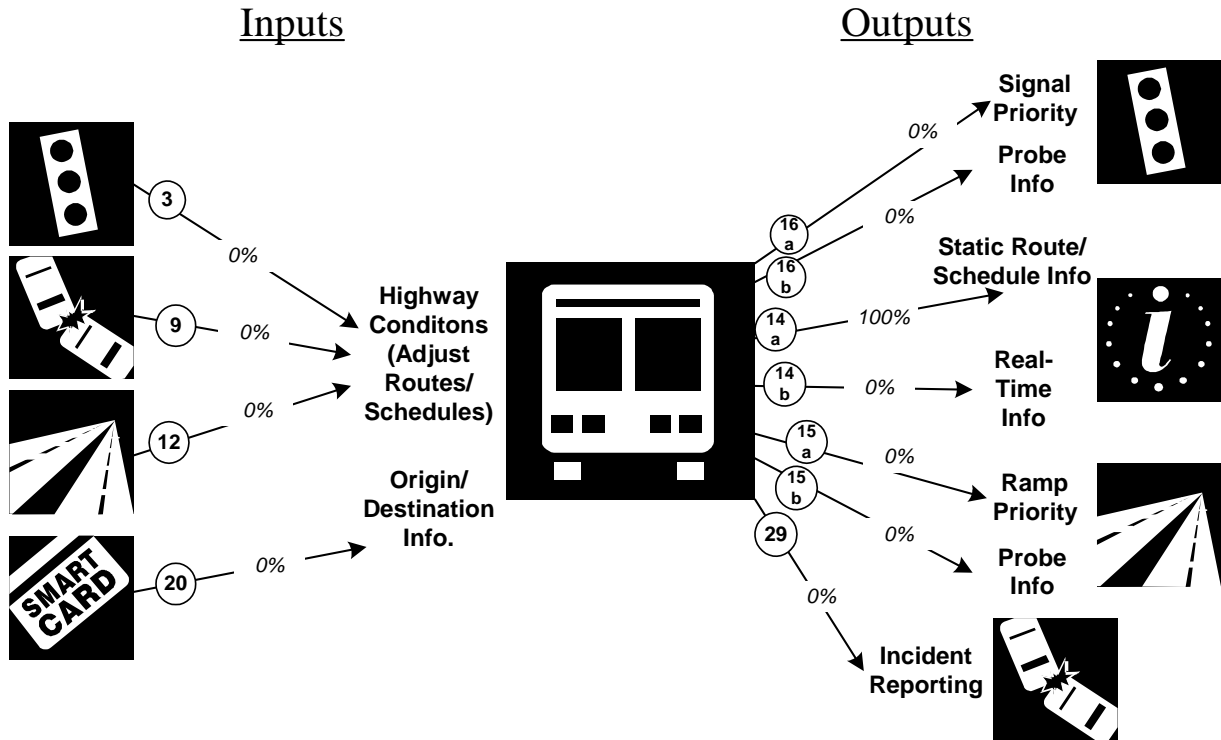 Inputs
Outputs
3
0%
9
0%
12
0%
SMART
CARD
20
0%
Highway
Conditons
(Adjust
Routes/
Schedules)
Origin/
Destination
Info.
16
a
0%
Signal
Priority
16
b
0%
Probe
Info
14
a
100%
Static Route/
Schedule Info
i
14
b
0%
Real-
Time
Info
15
a
0%
Ramp
Priority
15
b
0%
Probe
Info
29
0%
Incident
Reporting